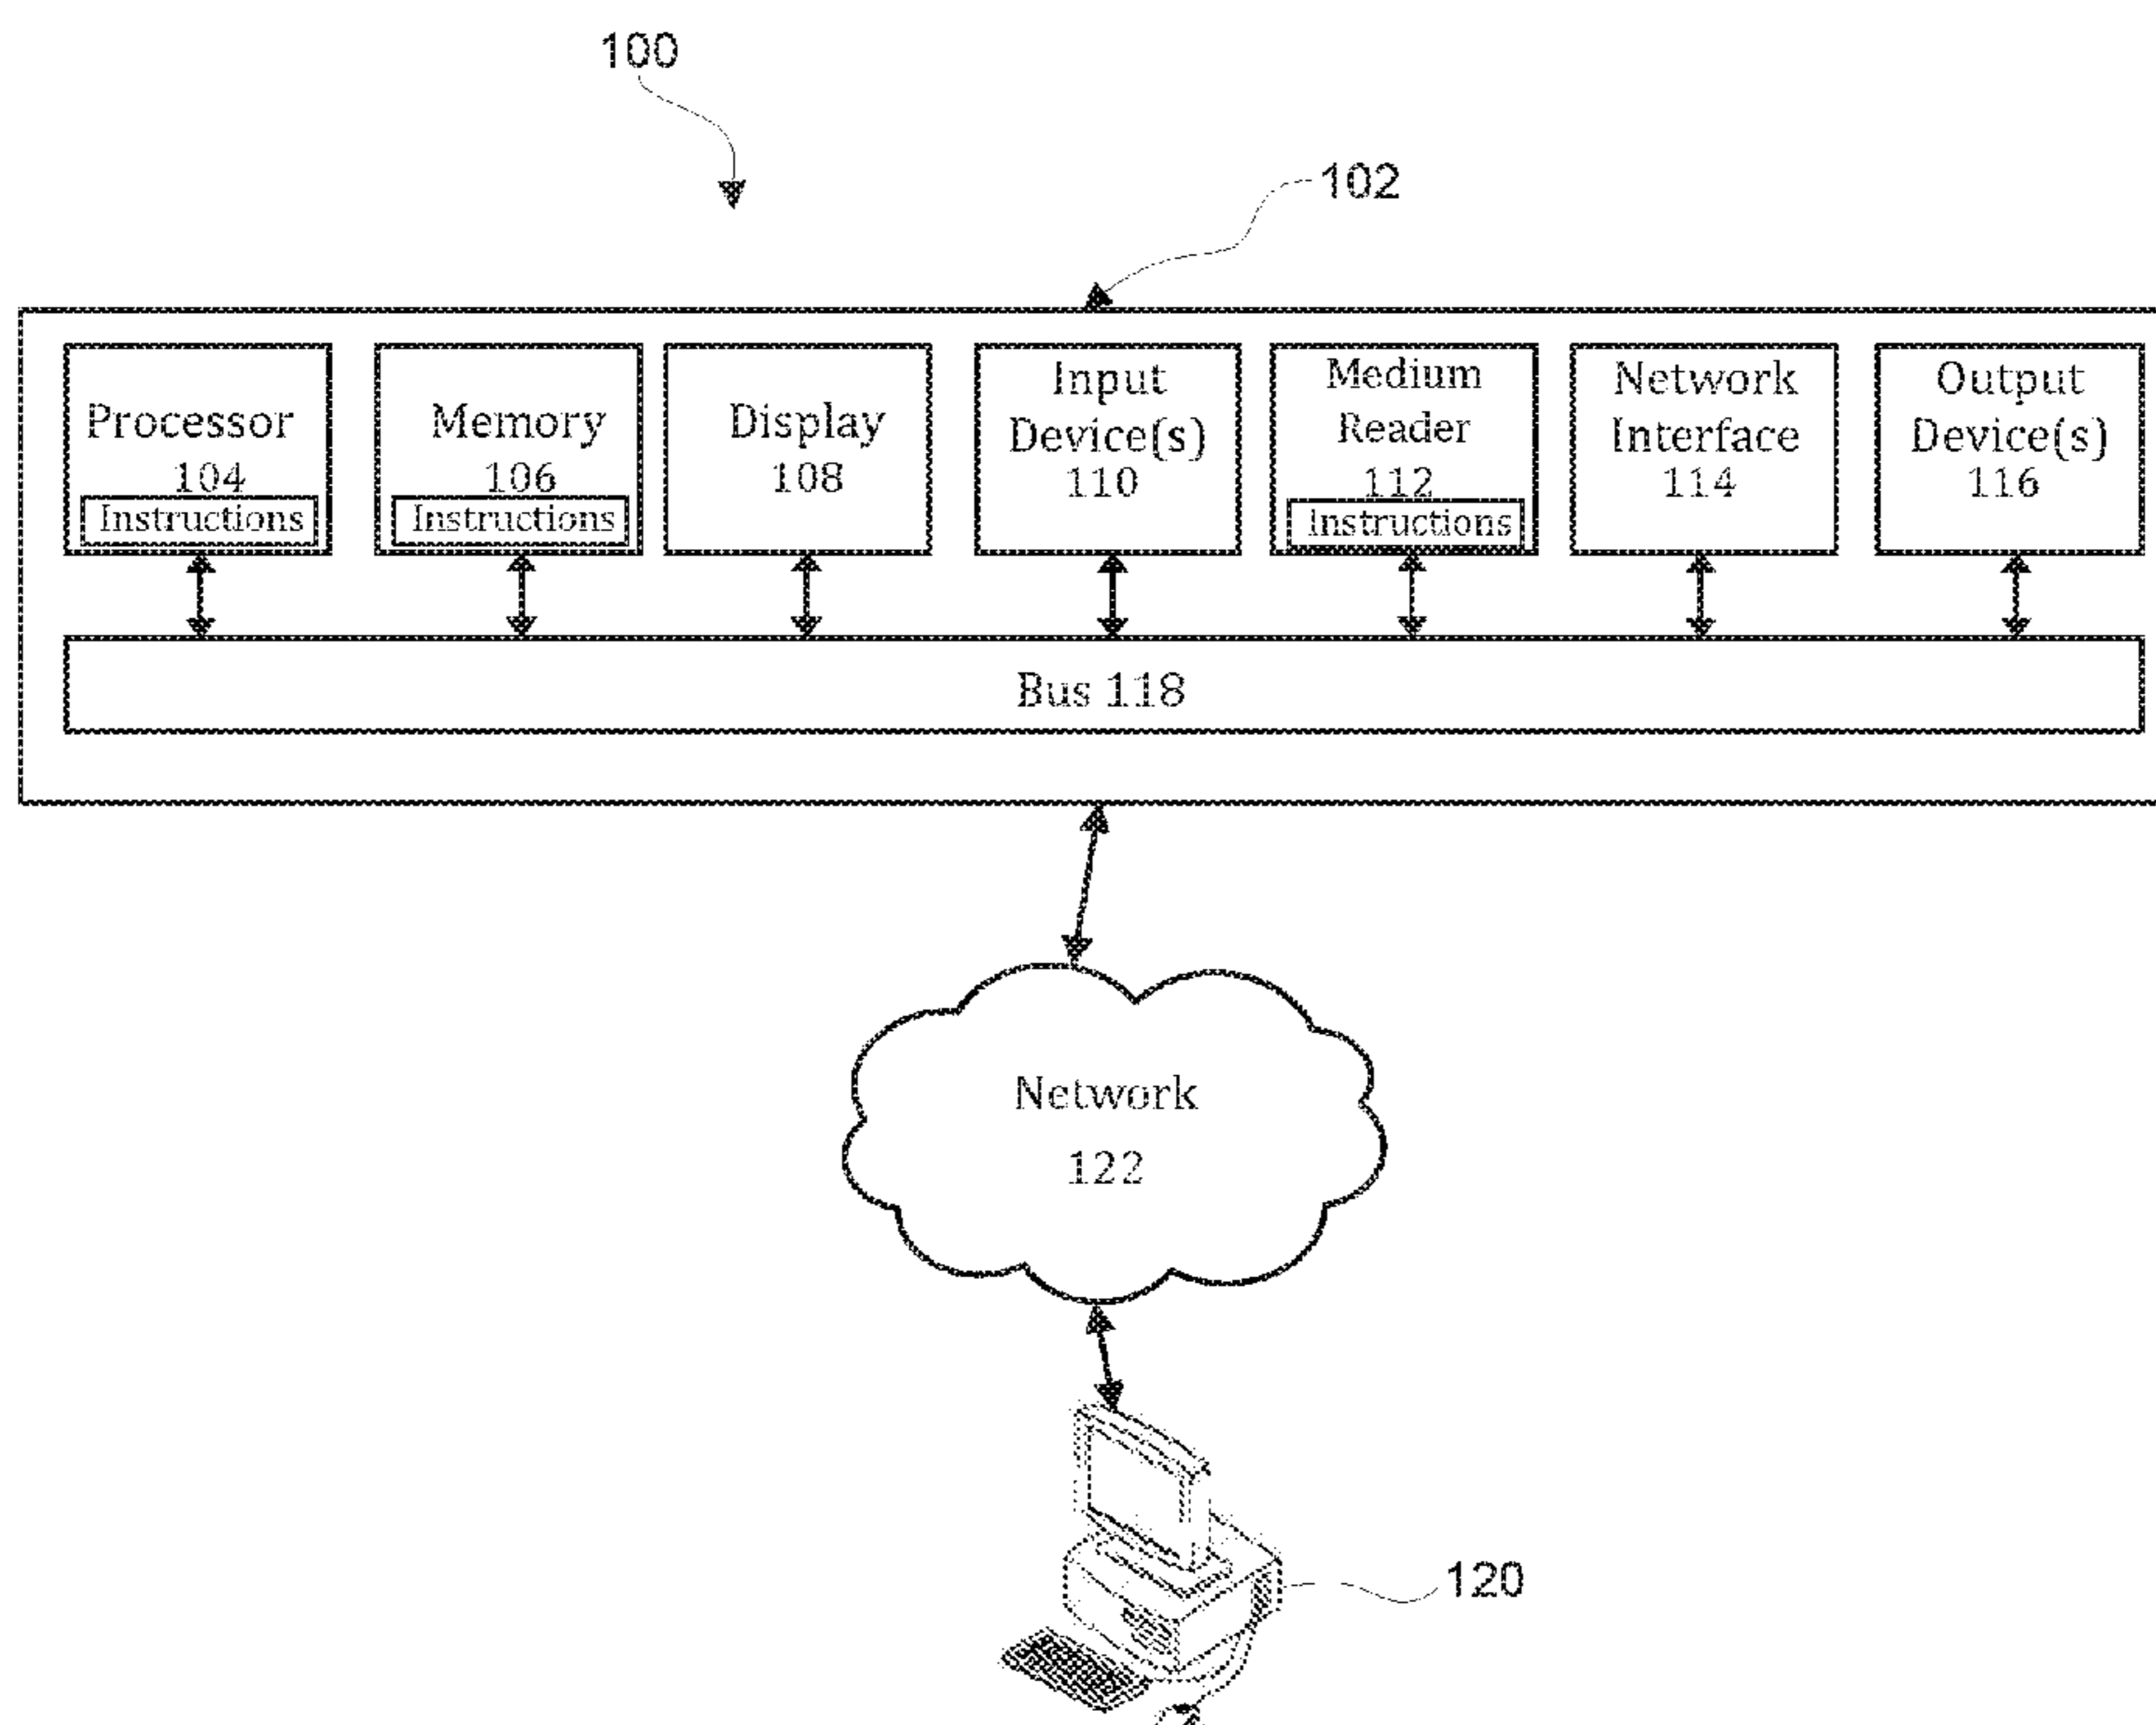 100
102
Processor
104
Instructions
Memory
106
Instructions
Display
108
Input
Device(s)
110
Medium
Reader
112
Instructions
Network
Interface
114
Output
Device(s)
116
Bus 118
Network
122
120